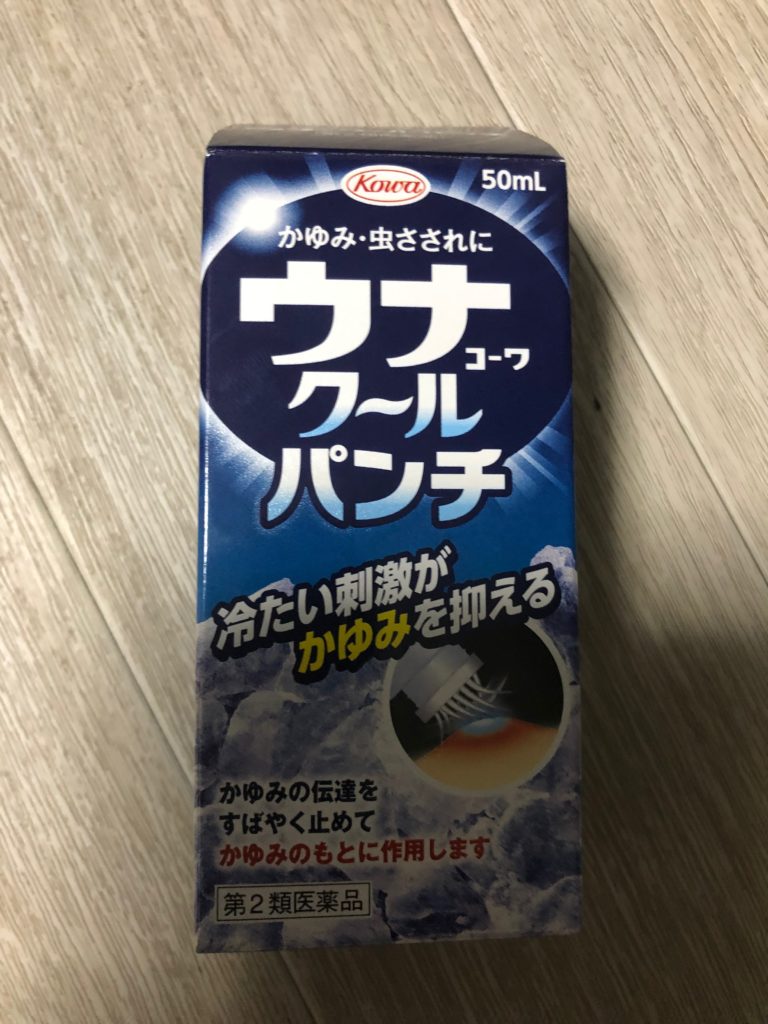 Kowa
50mL
かゆみ・虫さされに
ウナ
コーワ
クール
パンチ
冷たい刺激が
かゆみを抑える
かゆみの伝達を
すばやく止めて
かゆみのもとに作用します
第2類医薬品